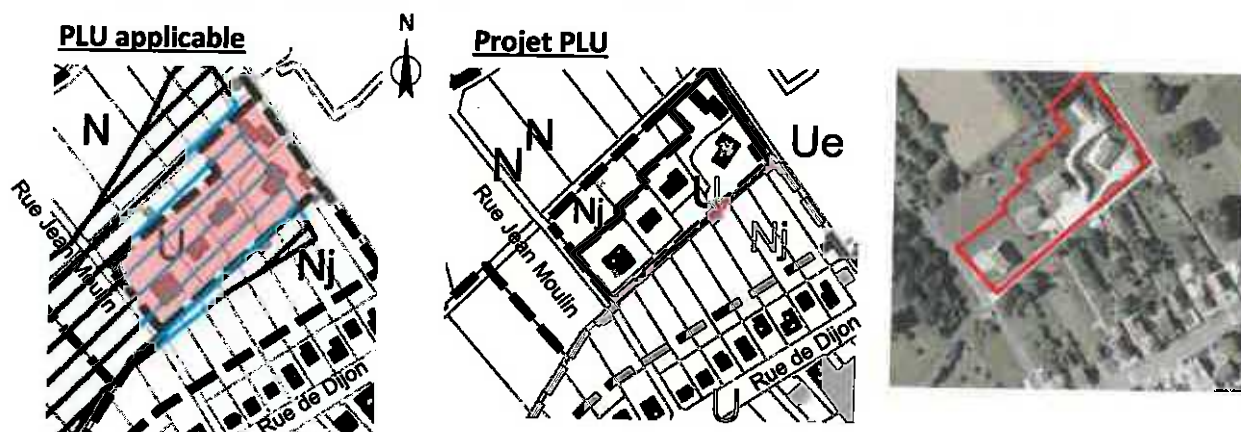 PLU applicable
N
Projet PLU
N
U
Nj
Rue Jean Moulin
Rue de Dijon
N
N
Ue
Nj
U
Nj
Rue Jean Moulin
Rue de Dijon
U